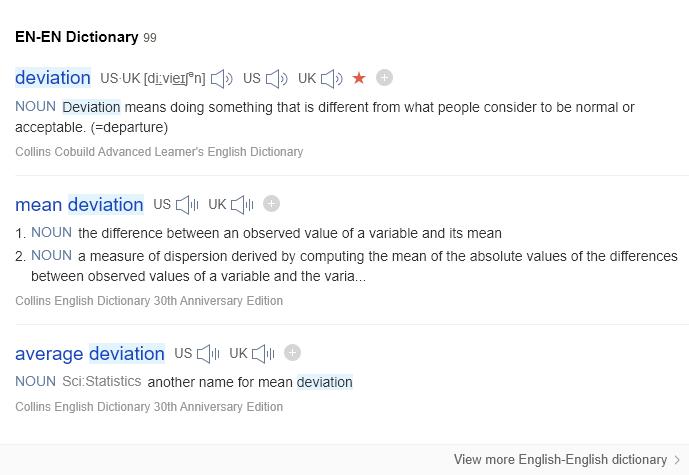 EN-EN Dictionary 99
deviation US·UK [di:vieɪʃᵊn] US UK
NOUN Deviation means doing something that is different from what people consider to be normal or
acceptable. (=departure)
Collins Cobuild Advanced Learner's English Dictionary
mean deviation US UK
1. NOUN the difference between an observed value of a variable and its mean
2. NOUN a measure of dispersion derived by computing the mean of the absolute values of the differences
between observed values of a variable and the varia...
Collins English Dictionary 30th Anniversary Edition
average deviation US UK
NOUN Sci:Statistics another name for mean deviation
Collins English Dictionary 30th Anniversary Edition
View more English-English dictionary